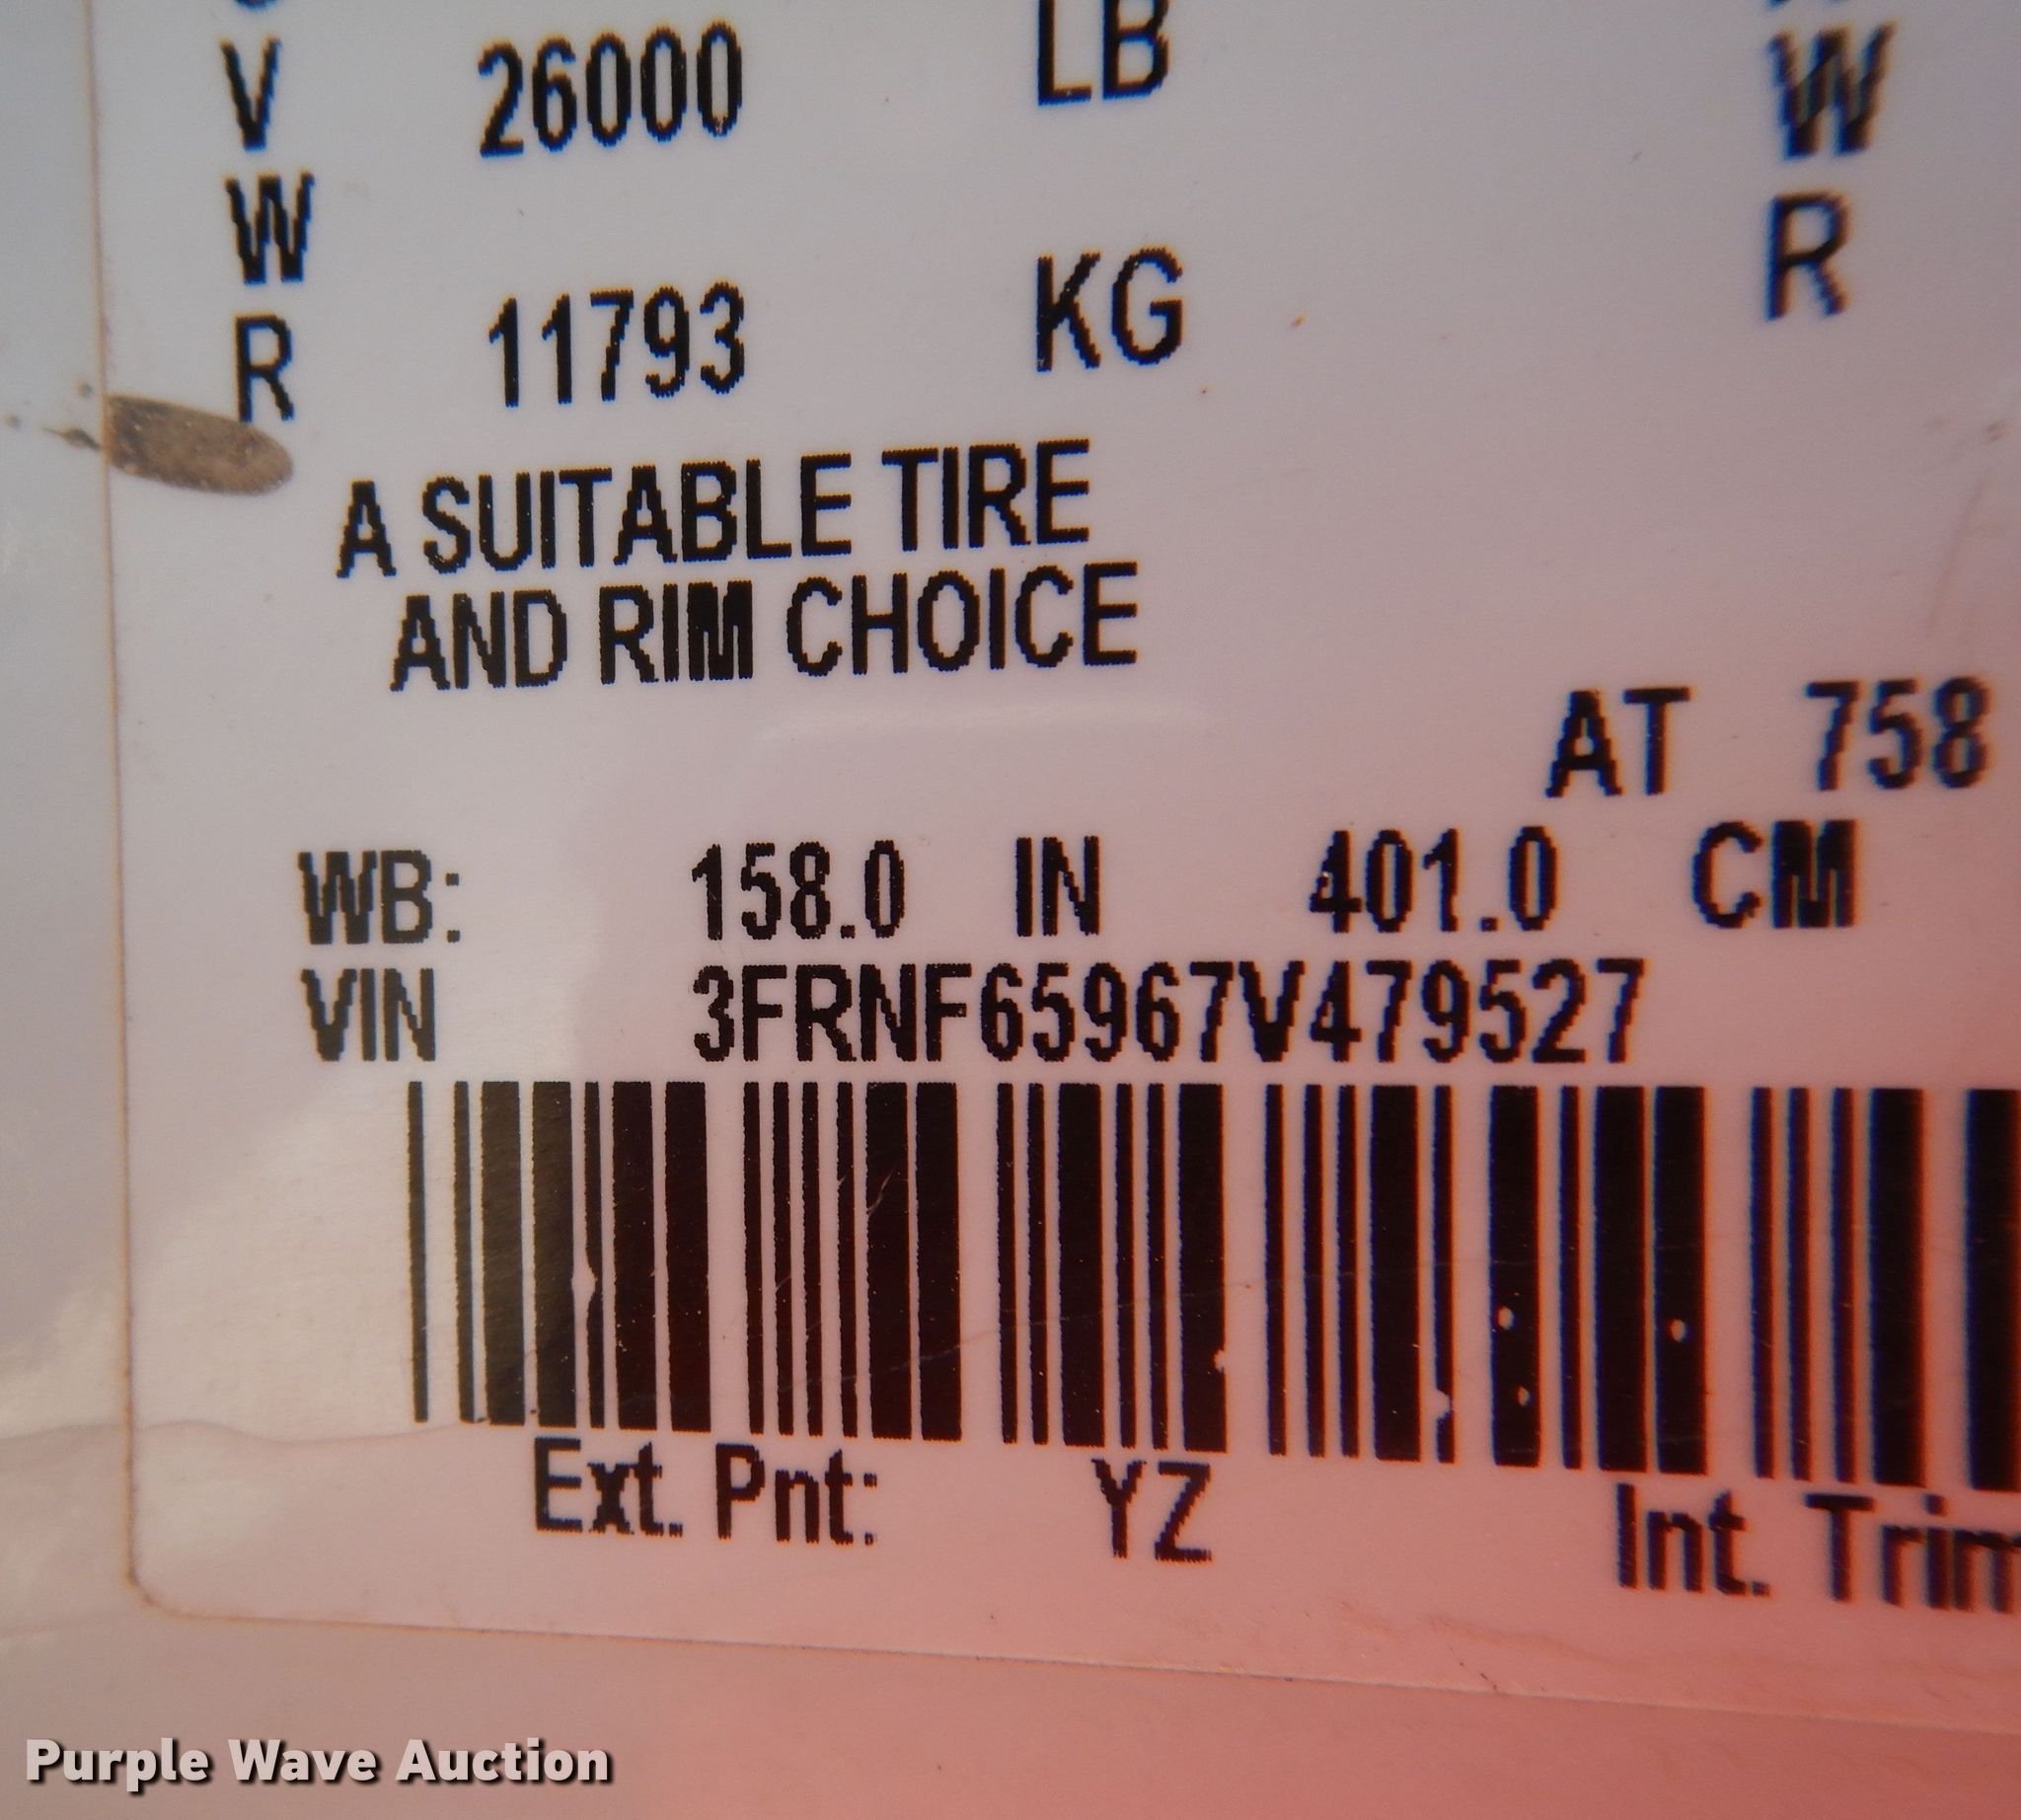 V 26000 LB W
W R
R 11793 KG
A SUITABLE TIRE
AND RIM CHOICE
AT 758
WB: 158.0 IN 401.0 CM
VIN 3FRNF65967V479527
Ext. Pnt: YZ Int. Trim
Purple Wave Auction